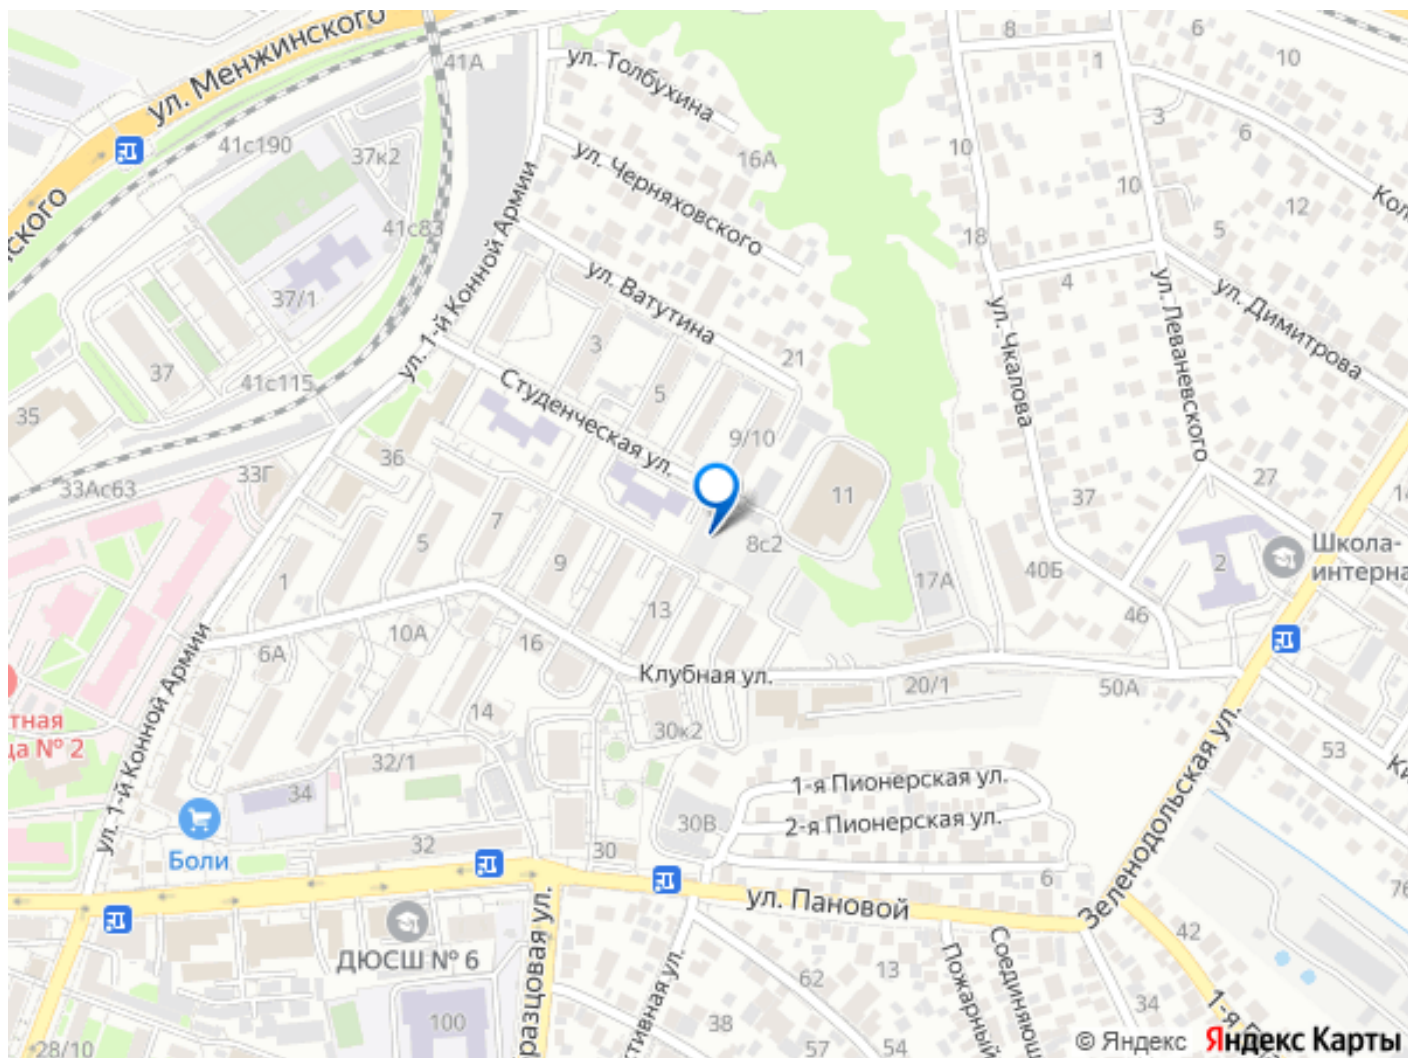 ул. Менжинского
41А
ул. Толбухина
8
1
6
10
41с190
37к2
16А
ул. Черняховского
10
3
6
10
12
41с83
ул. 1-й Конной Армии
18
5
4
37/1
ул. Ватутина
ул. Чкалова
ул. Леваневского
ул. Димитрова
3
21
37
41с115
5
Студенческая ул.
35
9/10
36
33Г
33Ас63
11
37
27
7
5
8с2
9
17А
40Б
2
Школа-
интерна
1
13
46
10А
16
6А
Клубная ул.
20/1
50А
тная
ца № 2
14
30к2
53
ул. 1-й Конной Армии
32/1
34
1-я Пионерская ул.
2-я Пионерская ул.
Зеленодольская ул.
30В
Боли
32
30
6
76
ул. Пановой
42
ДЮСШ № 6
62
13
34
100
38
57
54
28/10
Пожарный
© Яндекс
Яндекс Карты